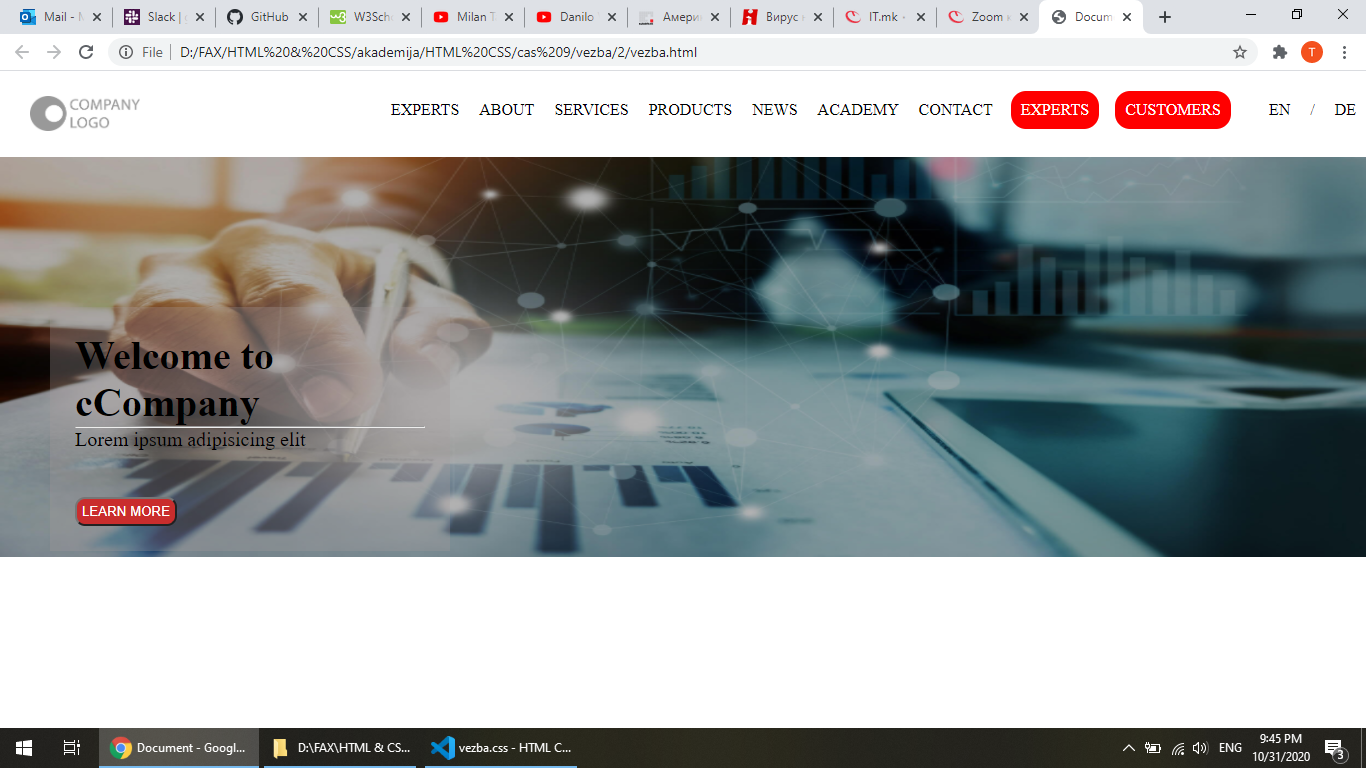 Mail - M
Slack | g
GitHub
W3Sch
Milan T
Danilo
Амери
Вирус к
IT.mk -
Zoom
Docum
File
D:/FAX/HTML%20&%20CSS/akademija/HTML%20CSS/cas%209/vezba/2/vezba.html
T
COMPANY
LOGO
EXPERTS
ABOUT
SERVICES
PRODUCTS
NEWS
ACADEMY
CONTACT
EXPERTS
CUSTOMERS
EN / DE
Welcome to
cCompany
Lorem ipsum adipisicing elit
LEARN MORE
Document - Googl...
D:\FAX\HTML & CS...
vezba.css - HTML C...
ENG
9:45 PM
10/31/2020
3